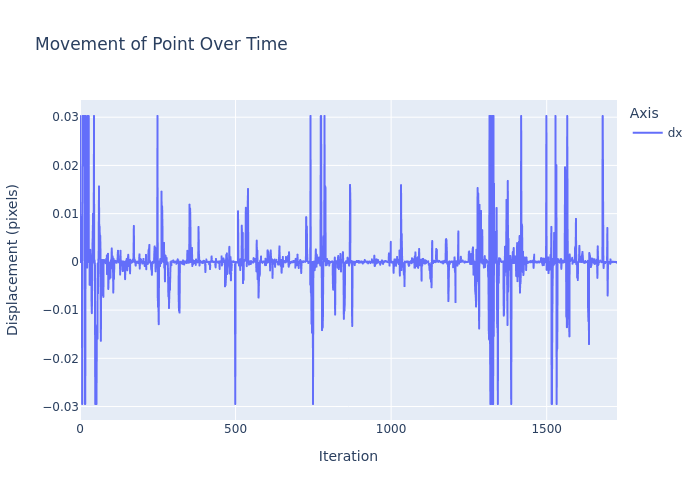 Movement of Point Over Time
Axis
dx
Displacement (pixels)
0.03
0.02
0.01
0
−0.01
−0.02
−0.03
0
500
1000
1500
Iteration